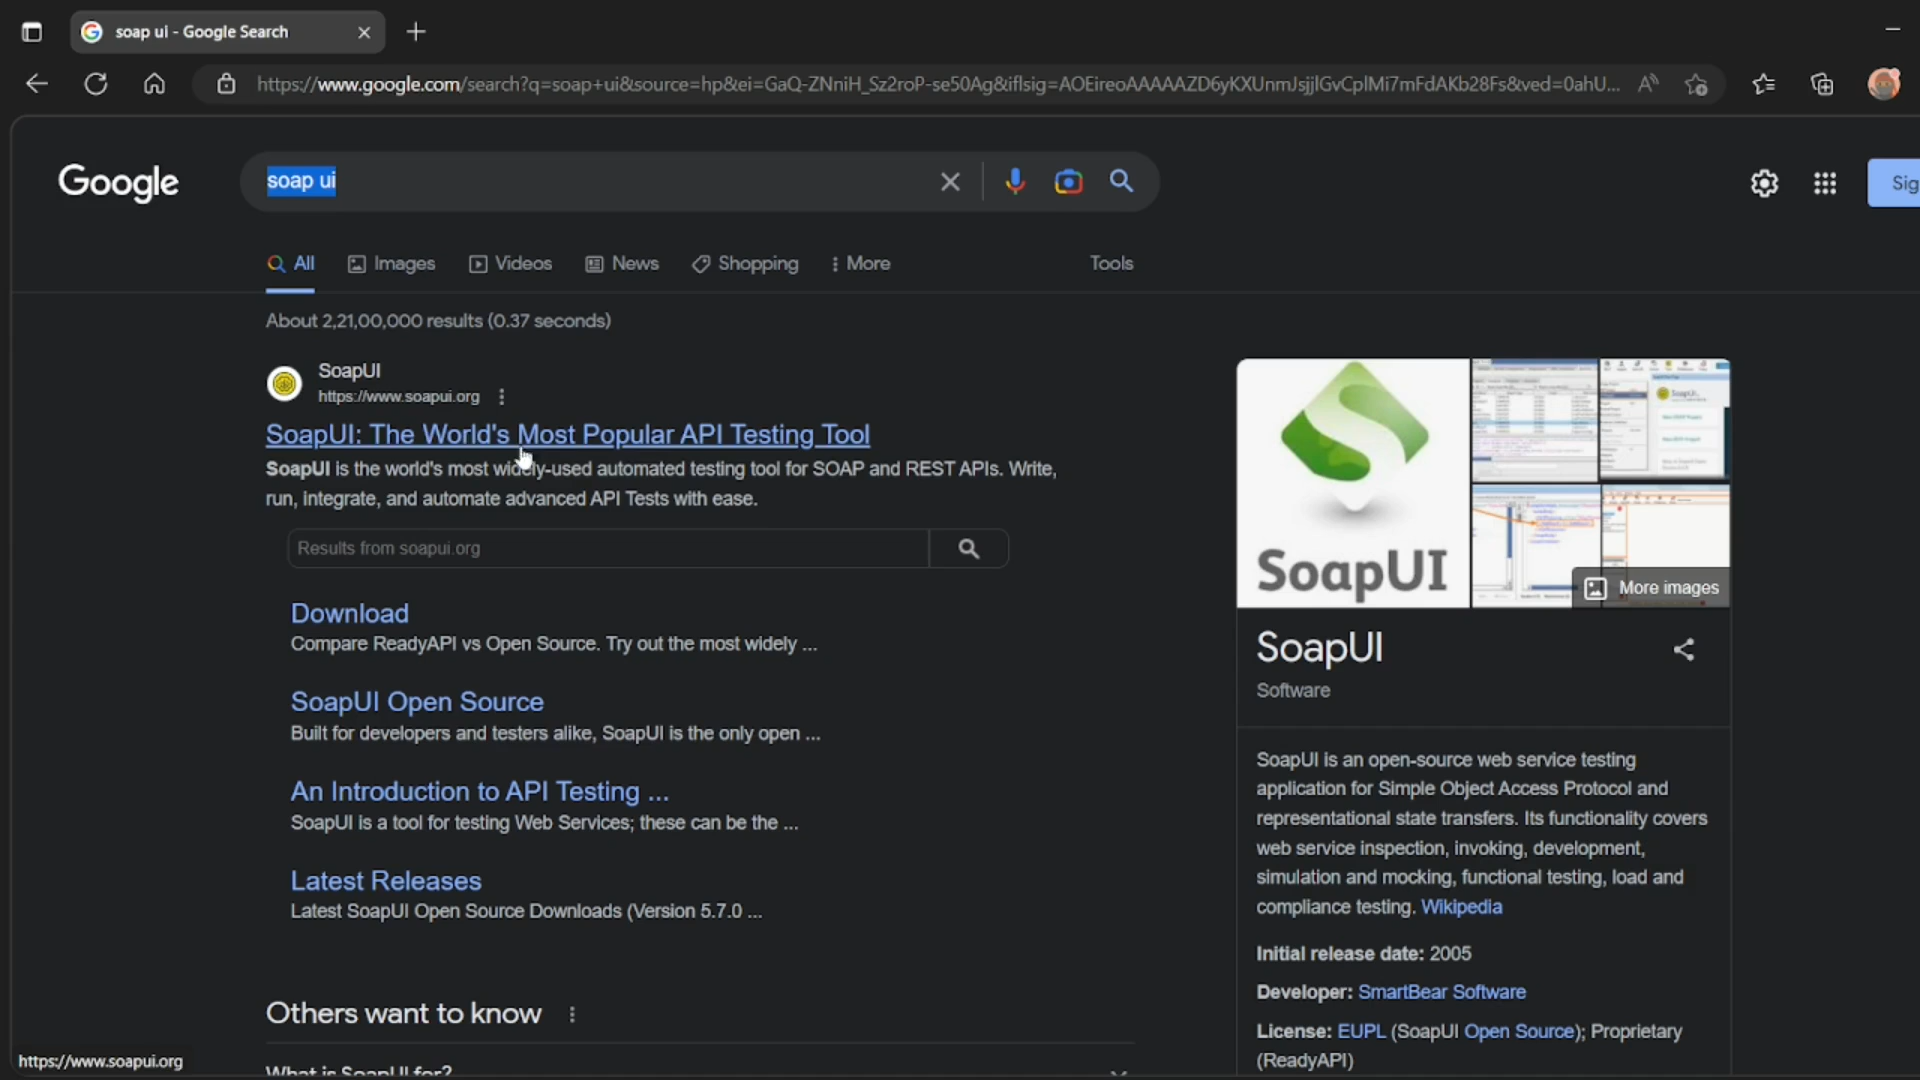 soap ui - Google Search
https://www.google.com/search?q=soap+ui&source=hp&ei=GaQ-ZNniH_Sz2roP-se50Ag&iflsig=AOEireoAAAAAZD6yKXUnmJsjjlGvCplMi7mFdAKb28Fs&ved=0ahU...
Google
soap ui
Sig
All Images Videos News Shopping More Tools
About 2,21,00,000 results (0.37 seconds)
SoapUI
https://www.soapui.org
SoapUI: The World's Most Popular API Testing Tool
SoapUI is the world's most widely-used automated testing tool for SOAP and REST APIs. Write,
run, integrate, and automate advanced API Tests with ease.
Results from soapui.org
Download
Compare ReadyAPI vs Open Source. Try out the most widely ...
SoapUI Open Source
Built for developers and testers alike, SoapUI is the only open ...
An Introduction to API Testing ...
SoapUI is a tool for testing Web Services; these can be the ...
Latest Releases
Latest SoapUI Open Source Downloads (Version 5.7.0 ...
Others want to know
What is SoapUI for?
https://www.soapui.org
SoapUI
More images
SoapUI
Software
SoapUI is an open-source web service testing
application for Simple Object Access Protocol and
representational state transfers. Its functionality covers
web service inspection, invoking, development,
simulation and mocking, functional testing, load and
compliance testing. Wikipedia
Initial release date: 2005
Developer: SmartBear Software
License: EUPL (SoapUI Open Source); Proprietary
(ReadyAPI)